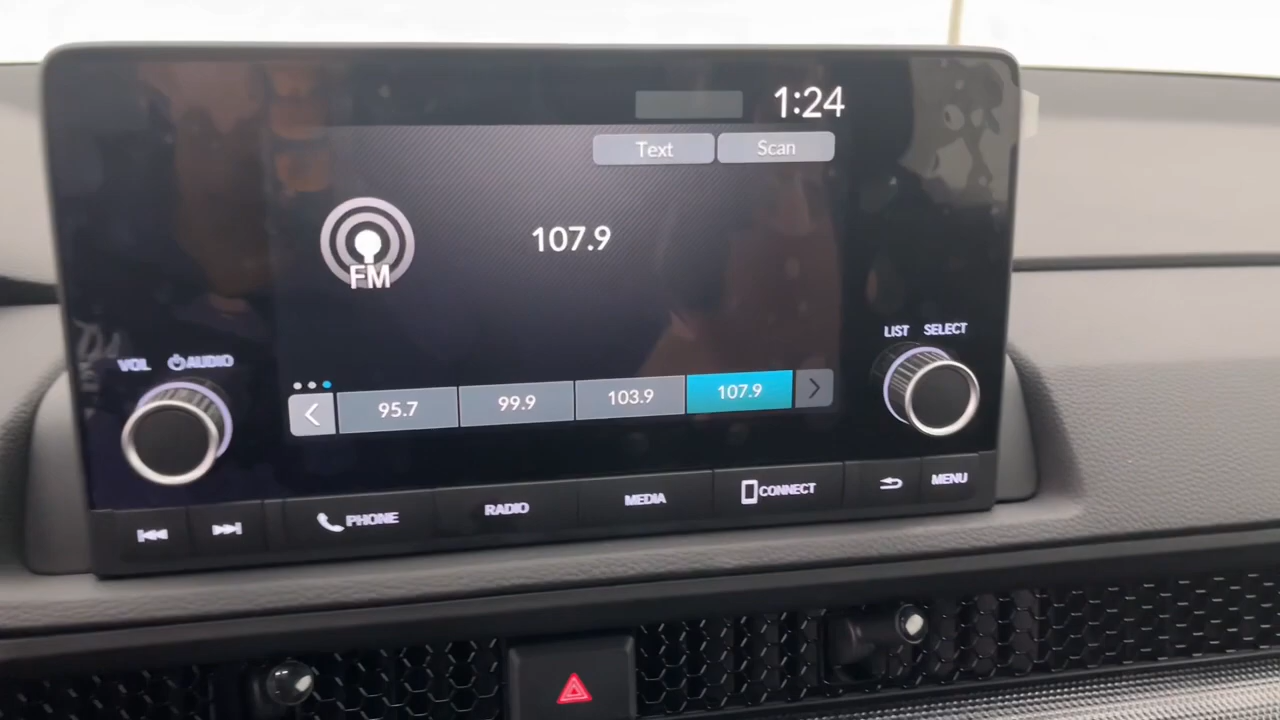 1:24
Text Scan
107.9
FM
LIST SELECT
VOL AUDIO
95.7 99.9 103.9 107.9
PHONE RADIO MEDIA CONNECT MENU